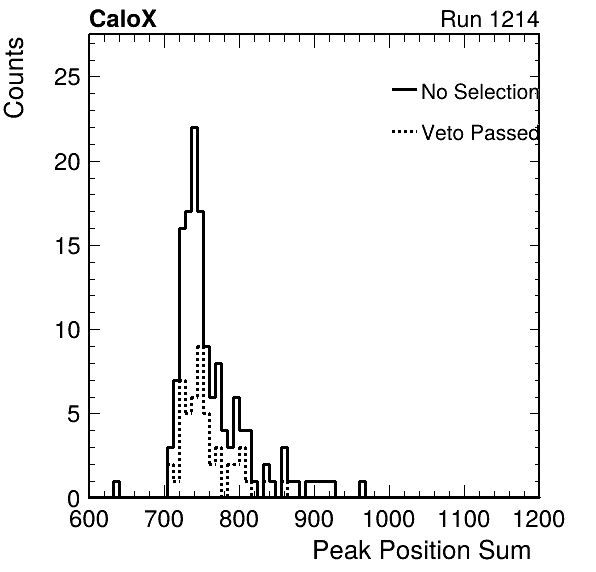 CaloX Run 1214
Counts
25
20
15
10
5
0
No Selection
Veto Passed
600 700 800 900 1000 1100 1200
Peak Position Sum